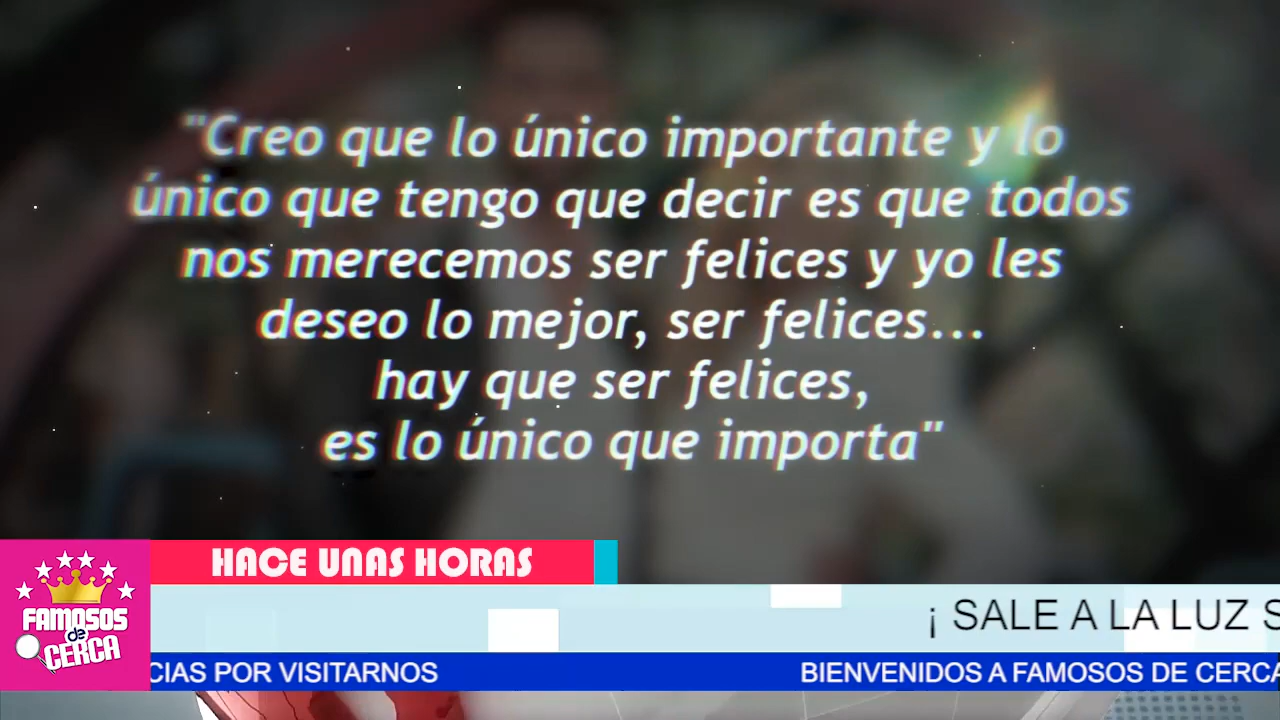 "Creo que lo único importante y lo
único que tengo que decir es que todos
nos merecemos ser felices y yo les
deseo lo mejor, ser felices...
hay que ser felices,
es lo único que importa"
HACE UNAS HORAS
FAMOSOS
de
CERCA
¡ SALE A LA LUZ S
CIAS POR VISITARNOS
BIENVENIDOS A FAMOSOS DE CERCA